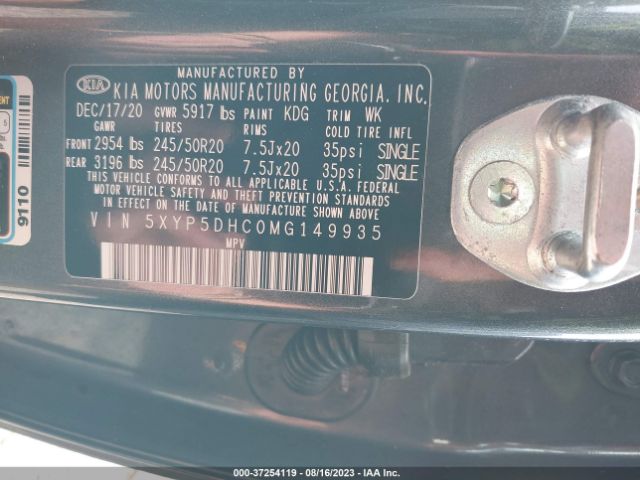 MANUFACTURED BY
KIA KIA MOTORS MANUFACTURING GEORGIA, INC.
DEC/17/20 GVWR 5917 lbs PAINT KDG TRIM WK
GAWR TIRES RIMS COLD TIRE INFL
FRONT 2954 lbs 245/50R20 7.5Jx20 35psi SINGLE
REAR 3196 lbs 245/50R20 7.5Jx20 35psi SINGLE
THIS VEHICLE CONFORMS TO ALL APPLICABLE U.S.A. FEDERAL
MOTOR VEHICLE SAFETY AND THEFT PREVENTION STANDARDS
IN EFFECT ON THE DATE OF MANUFACTURE SHOWN ABOVE.
VIN 5XYP5DHC0MG149935
MPV
5
9110
©KIA - 37254119 - 08/16/2023 - IAA Inc.